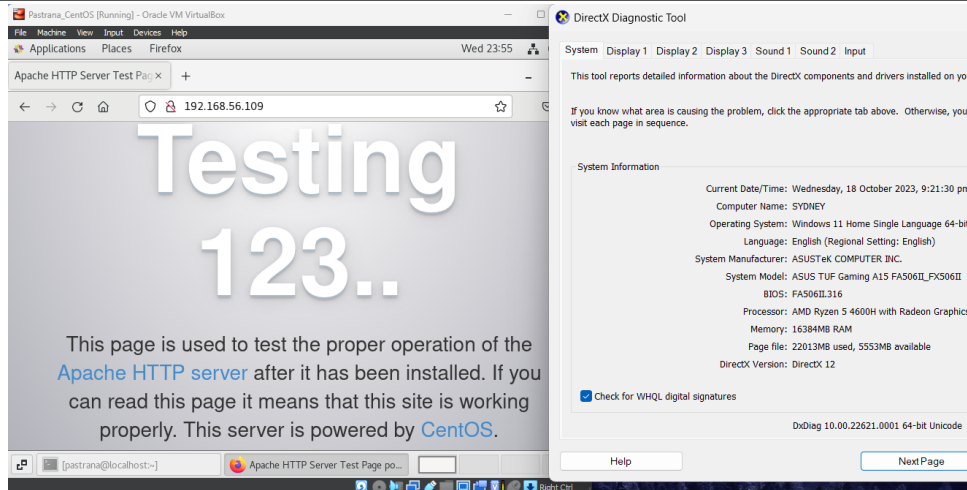 Pastrana_CentOS [Running] - Oracle VM VirtualBox
File Machine View Input Devices Help
Applications Places Firefox Wed 23:55
Apache HTTP Server Test Pag
192.168.56.109
Testing
123..
This page is used to test the proper operation of the
Apache HTTP server after it has been installed. If you
can read this page it means that this site is working
properly. This server is powered by CentOS.
[pastrana@localhost:~] Apache HTTP Server Test Page po...
Right Ctrl
DirectX Diagnostic Tool
System Display 1 Display 2 Display 3 Sound 1 Sound 2 Input
This tool reports detailed information about the DirectX components and drivers installed on yo
If you know what area is causing the problem, click the appropriate tab above. Otherwise, you
visit each page in sequence.
System Information
Current Date/Time: Wednesday, 18 October 2023, 9:21:30 pm
Computer Name: SYDNEY
Operating System: Windows 11 Home Single Language 64-bit
Language: English (Regional Setting: English)
System Manufacturer: ASUSTeK COMPUTER INC.
System Model: ASUS TUF Gaming A15 FA506II_FX506II
BIOS: FA506II.316
Processor: AMD Ryzen 5 4600H with Radeon Graphics
Memory: 16384MB RAM
Page file: 22013MB used, 5553MB available
DirectX Version: DirectX 12
Check for WHQL digital signatures
DxDiag 10.00.22621.0001 64-bit Unicode
Help Next Page